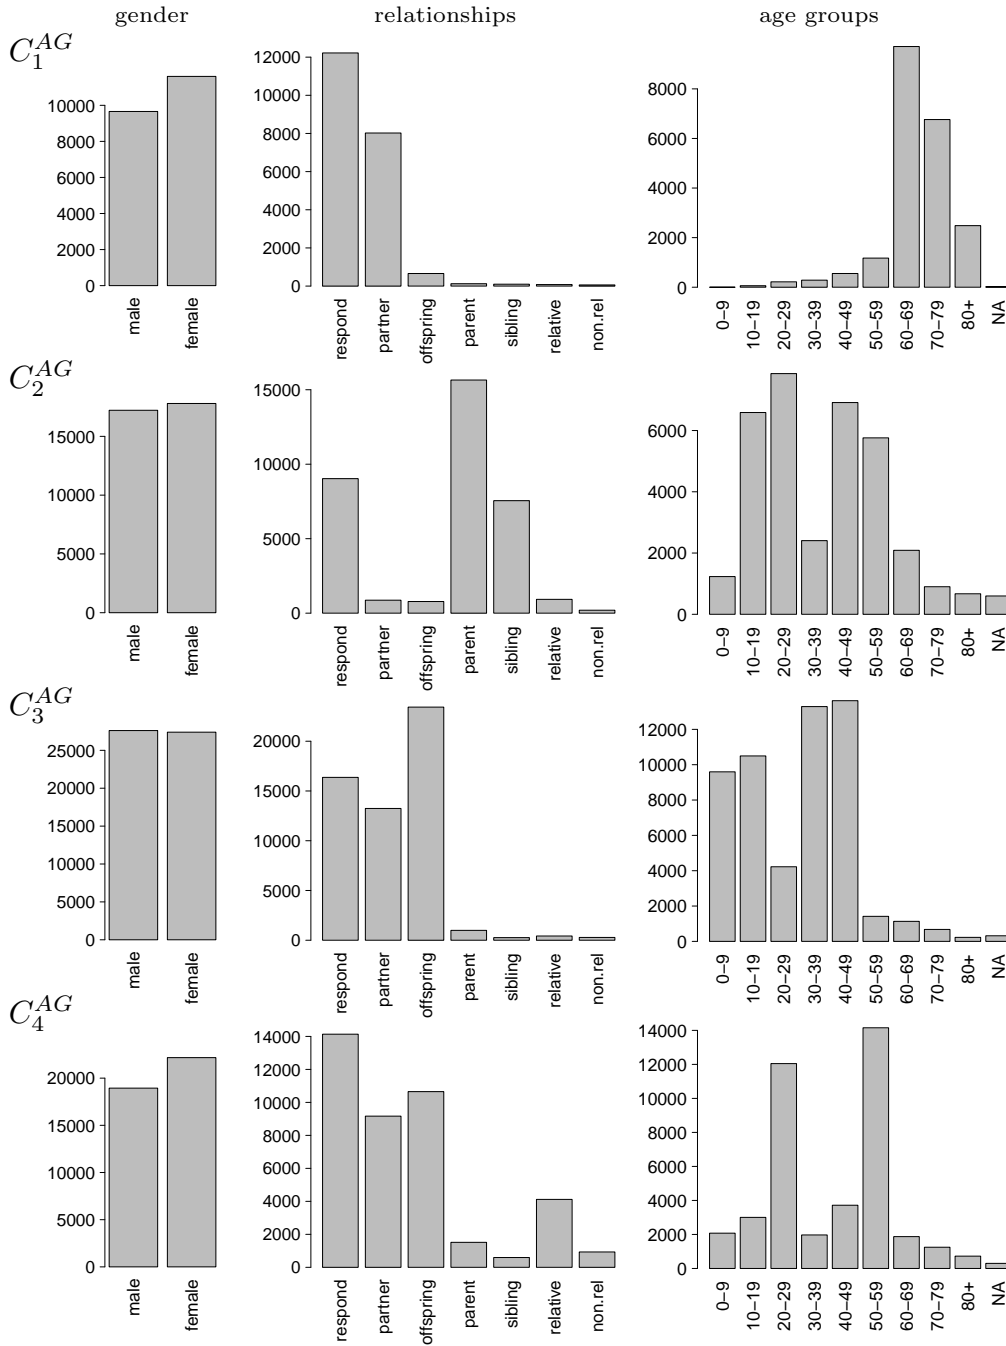 gender relationships age groups
C_1^{AG}
0 2000 4000 6000 8000 10000
male female
0 2000 4000 6000 8000 10000 12000
respond partner offspring parent sibling relative non.rel
0 2000 4000 6000 8000
0−9 10−19 20−29 30−39 40−49 50−59 60−69 70−79 80+ NA
C_2^{AG}
0 5000 10000 15000
male female
0 5000 10000 15000
respond partner offspring parent sibling relative non.rel
0 2000 4000 6000
0−9 10−19 20−29 30−39 40−49 50−59 60−69 70−79 80+ NA
C_3^{AG}
0 5000 10000 15000 20000 25000
male female
0 5000 10000 15000 20000
respond partner offspring parent sibling relative non.rel
0 2000 4000 6000 8000 10000 12000
0−9 10−19 20−29 30−39 40−49 50−59 60−69 70−79 80+ NA
C_4^{AG}
0 5000 10000 15000 20000
male female
0 2000 4000 6000 8000 10000 12000 14000
respond partner offspring parent sibling relative non.rel
0 2000 4000 6000 8000 10000 12000 14000
0−9 10−19 20−29 30−39 40−49 50−59 60−69 70−79 80+ NA